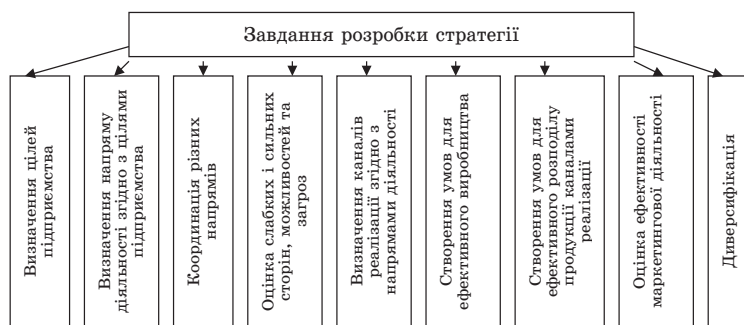 Завдання розробки стратегії
Визначення цілей
підприємства
Визначення напряму
діяльності згідно з цілями
підприємства
Координація різних
напрямів
Оцінка слабких і сильних
сторін, можливостей та
загроз
Визначення каналів
реалізації згідно з
напрямами діяльності
Створення умов для
ефективного виробництва
Створення умов для
ефективного розподілу
продукції каналами
реалізації
Оцінка ефективності
маркетингової діяльності
Диверсифікація